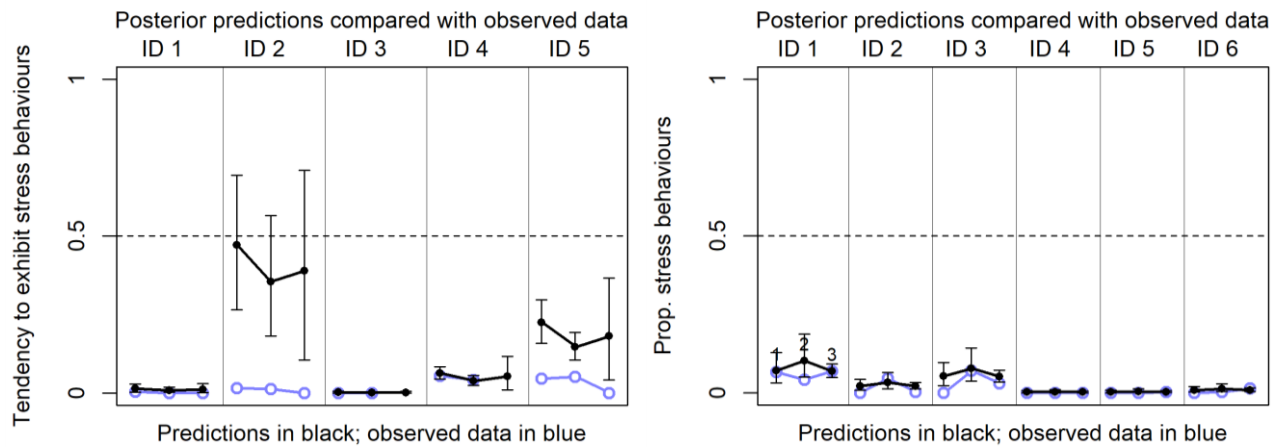 Posterior predictions compared with observed data
ID 1 ID 2 ID 3 ID 4 ID 5
Tendency to exhibit stress behaviours
1
0.5
0
Predictions in black; observed data in blue
Posterior predictions compared with observed data
ID 1 ID 2 ID 3 ID 4 ID 5 ID 6
Prop. stress behaviours
1
0.5
0
1 2 3
Predictions in black; observed data in blue